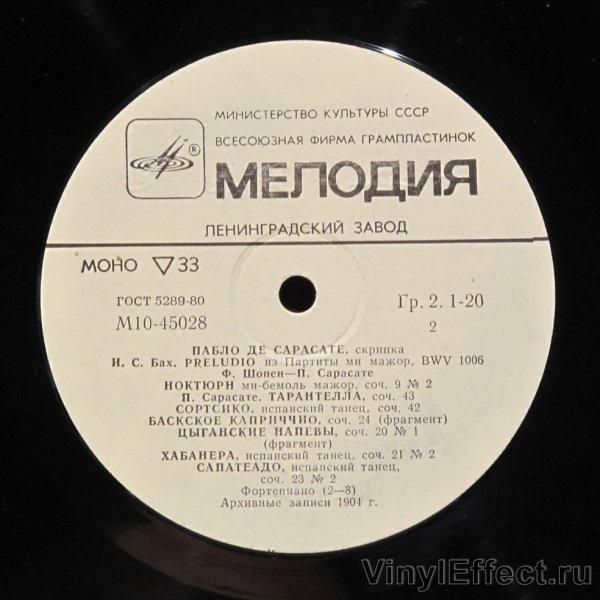 МИНИСТЕРСТВО КУЛЬТУРЫ СССР
ВСЕСОЮЗНАЯ ФИРМА ГРАМПЛАСТИНОК
®
МЕЛОДИЯ
ЛЕНИНГРАДСКИЙ ЗАВОД
МОНО ▽ 33
ГОСТ 5289-80
Гр. 2. 1-20
М10-45028
2
ПАБЛО ДЕ САРАСАТЕ, скрипка
И. С. Бах. PRELUDIO из Партиты ми мажор, BWV 1006
Ф. Шопен—П. Сарасате
НОКТЮРН ми-бемоль мажор, соч. 9 № 2
П. Сарасате. ТАРАНТЕЛЛА, соч. 43
СОРТСИКО, испанский танец, соч. 42
БАСКСКОЕ КАПРИЧЧИО, соч. 24 (фрагмент)
ЦЫГАНСКИЕ НАПЕВЫ, соч. 20 № 1
(фрагмент)
ХАБАНЕРА, испанский танец, соч. 21 № 2
САПАТЕАДО, испанский танец,
соч. 23 № 2
Фортепиано (2—8)
Архивные записи 1904 г.
VinylEffect.ru